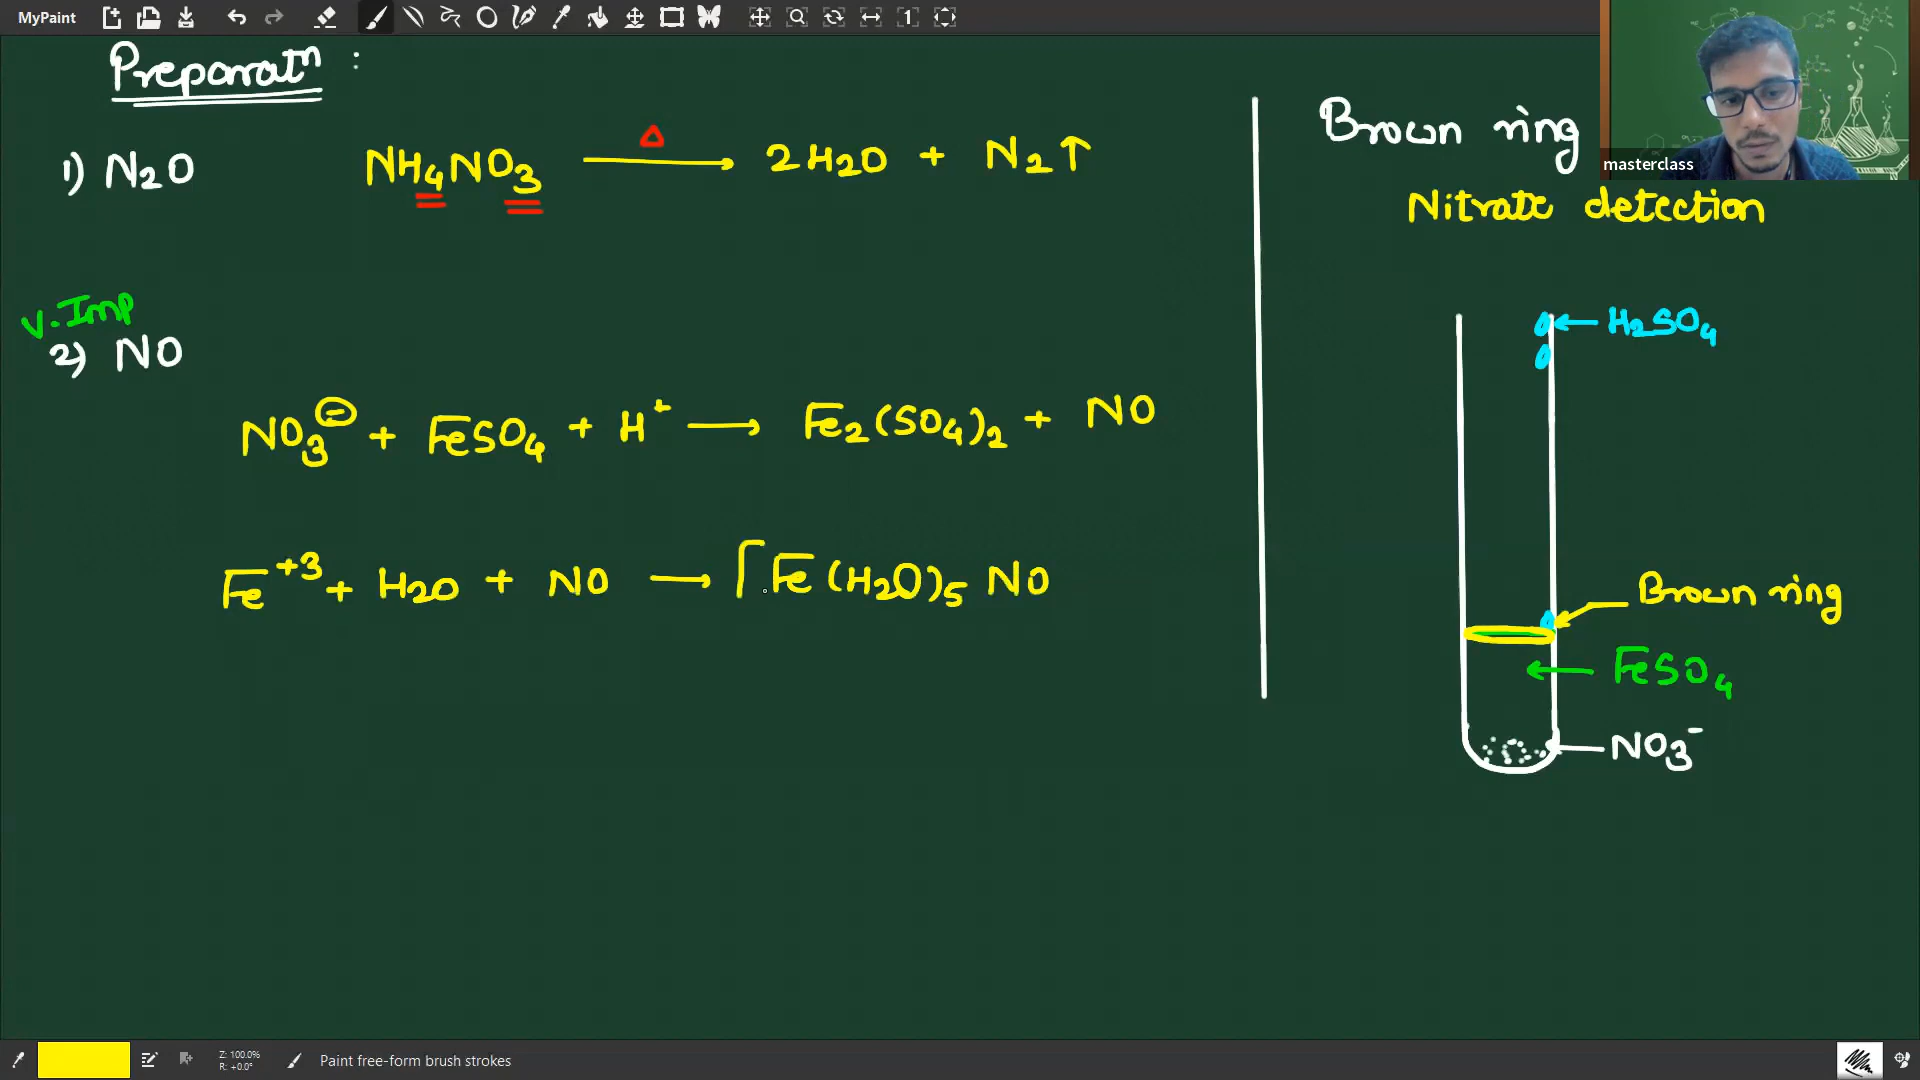 MyPaint
Preparatⁿ :
1) N2O NH4NO3 —Δ→ 2H2O + N2↑
V. Imp
2) NO
NO3⊖ + FeSO4 + H+ → Fe2(SO4)2 + NO
Fe+3 + H2O + NO → [Fe(H2O)5 NO
Brown ring
masterclass
Nitrate detection
H2SO4
Brown ring
FeSO4
NO3-
Z: 100.0%
R: +0.0°
Paint free-form brush strokes